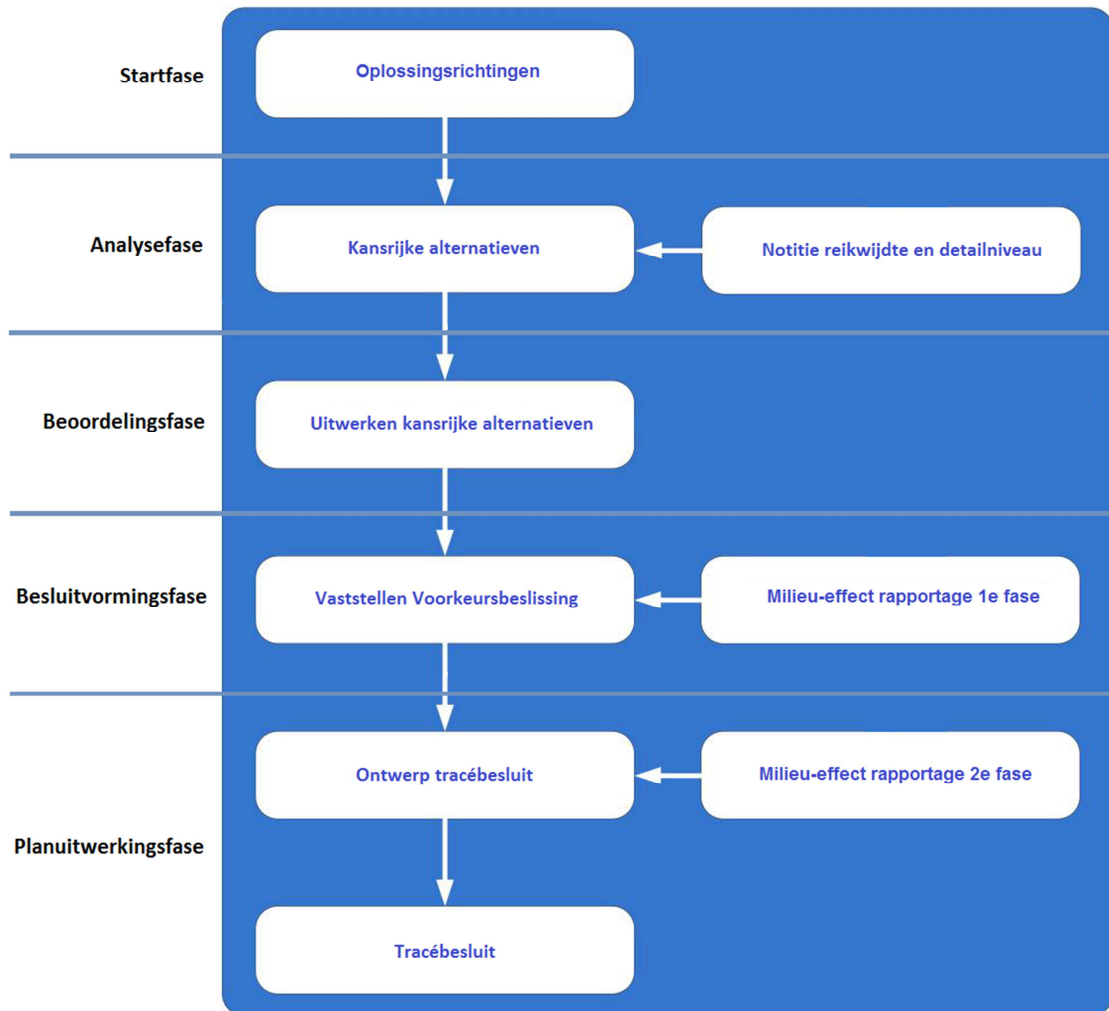 Startfase
Oplossingsrichtingen
Analysefase
Kansrijke alternatieven
Notitie reikwijdte en detailniveau
Beoordelingsfase
Uitwerken kansrijke alternatieven
Besluitvormingsfase
Vaststellen Voorkeursbeslissing
Milieu-effect rapportage 1e fase
Planuitwerkingsfase
Ontwerp tracébesluit
Milieu-effect rapportage 2e fase
Tracébesluit